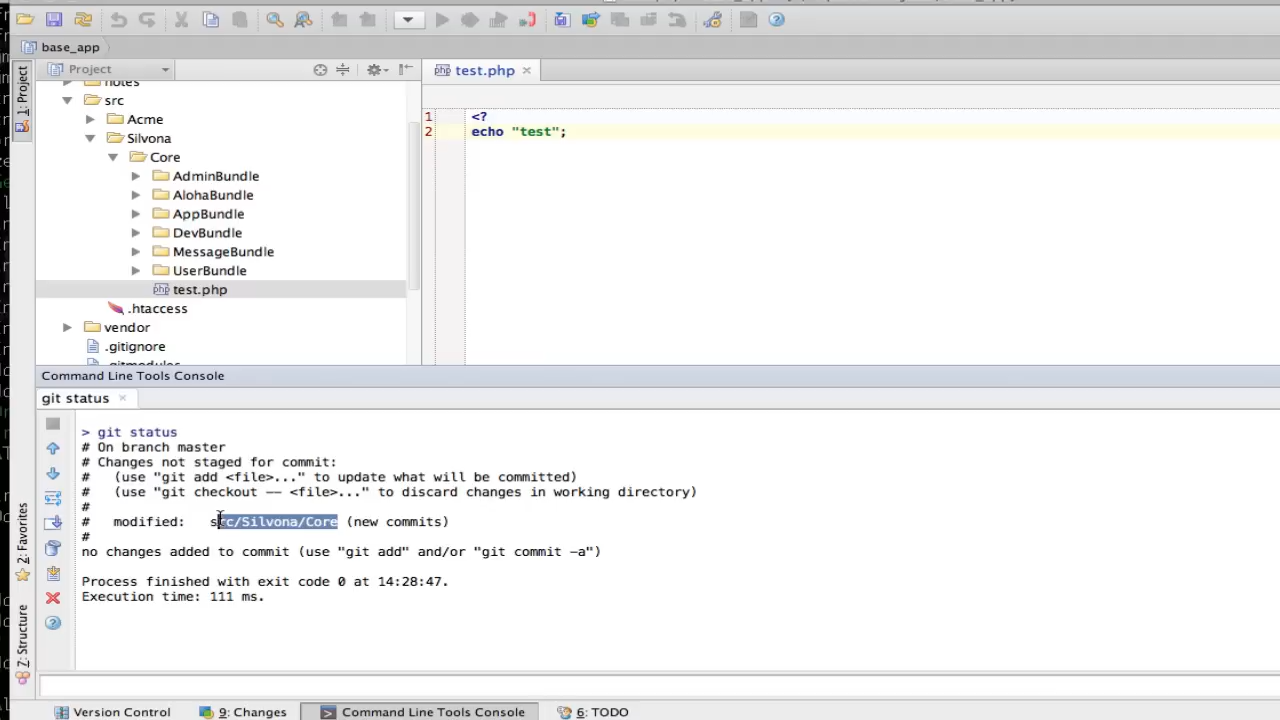 base_app
Project
test.php
1: Project
notes
src
Acme
Silvona
Core
AdminBundle
AlohaBundle
AppBundle
DevBundle
MessageBundle
UserBundle
test.php
.htaccess
vendor
.gitignore
.gitmodules
1 <?
2 echo "test";
Command Line Tools Console
git status
> git status
# On branch master
# Changes not staged for commit:
#   (use "git add <file>..." to update what will be committed)
#   (use "git checkout -- <file>..." to discard changes in working directory)
#
#   modified:   src/Silvona/Core (new commits)
#
no changes added to commit (use "git add" and/or "git commit -a")
Process finished with exit code 0 at 14:28:47.
Execution time: 111 ms.
2: Favorites
7: Structure
Version Control
9: Changes
Command Line Tools Console
6: TODO